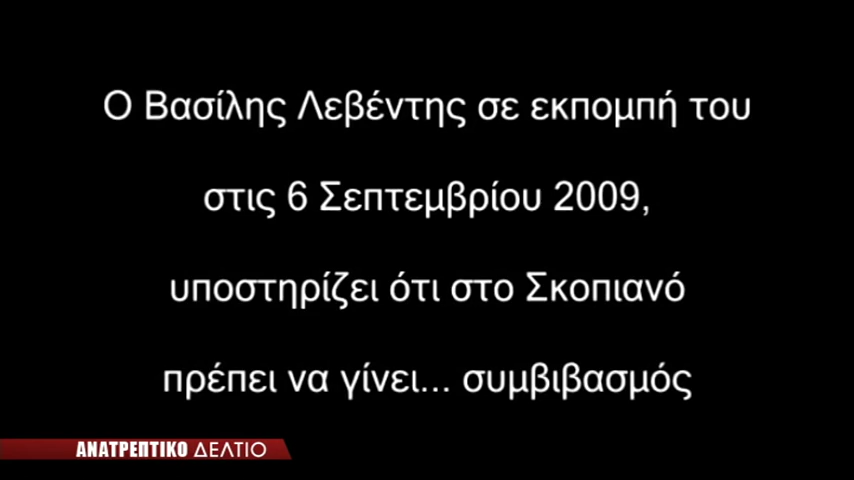 Ο Βασίλης Λεβέντης σε εκπομπή του
στις 6 Σεπτεμβρίου 2009,
υποστηρίζει ότι στο Σκοπιανό
πρέπει να γίνει... συμβιβασμός
ΑΝΑΤΡΕΠΤΙΚΟ ΔΕΛΤΙΟ